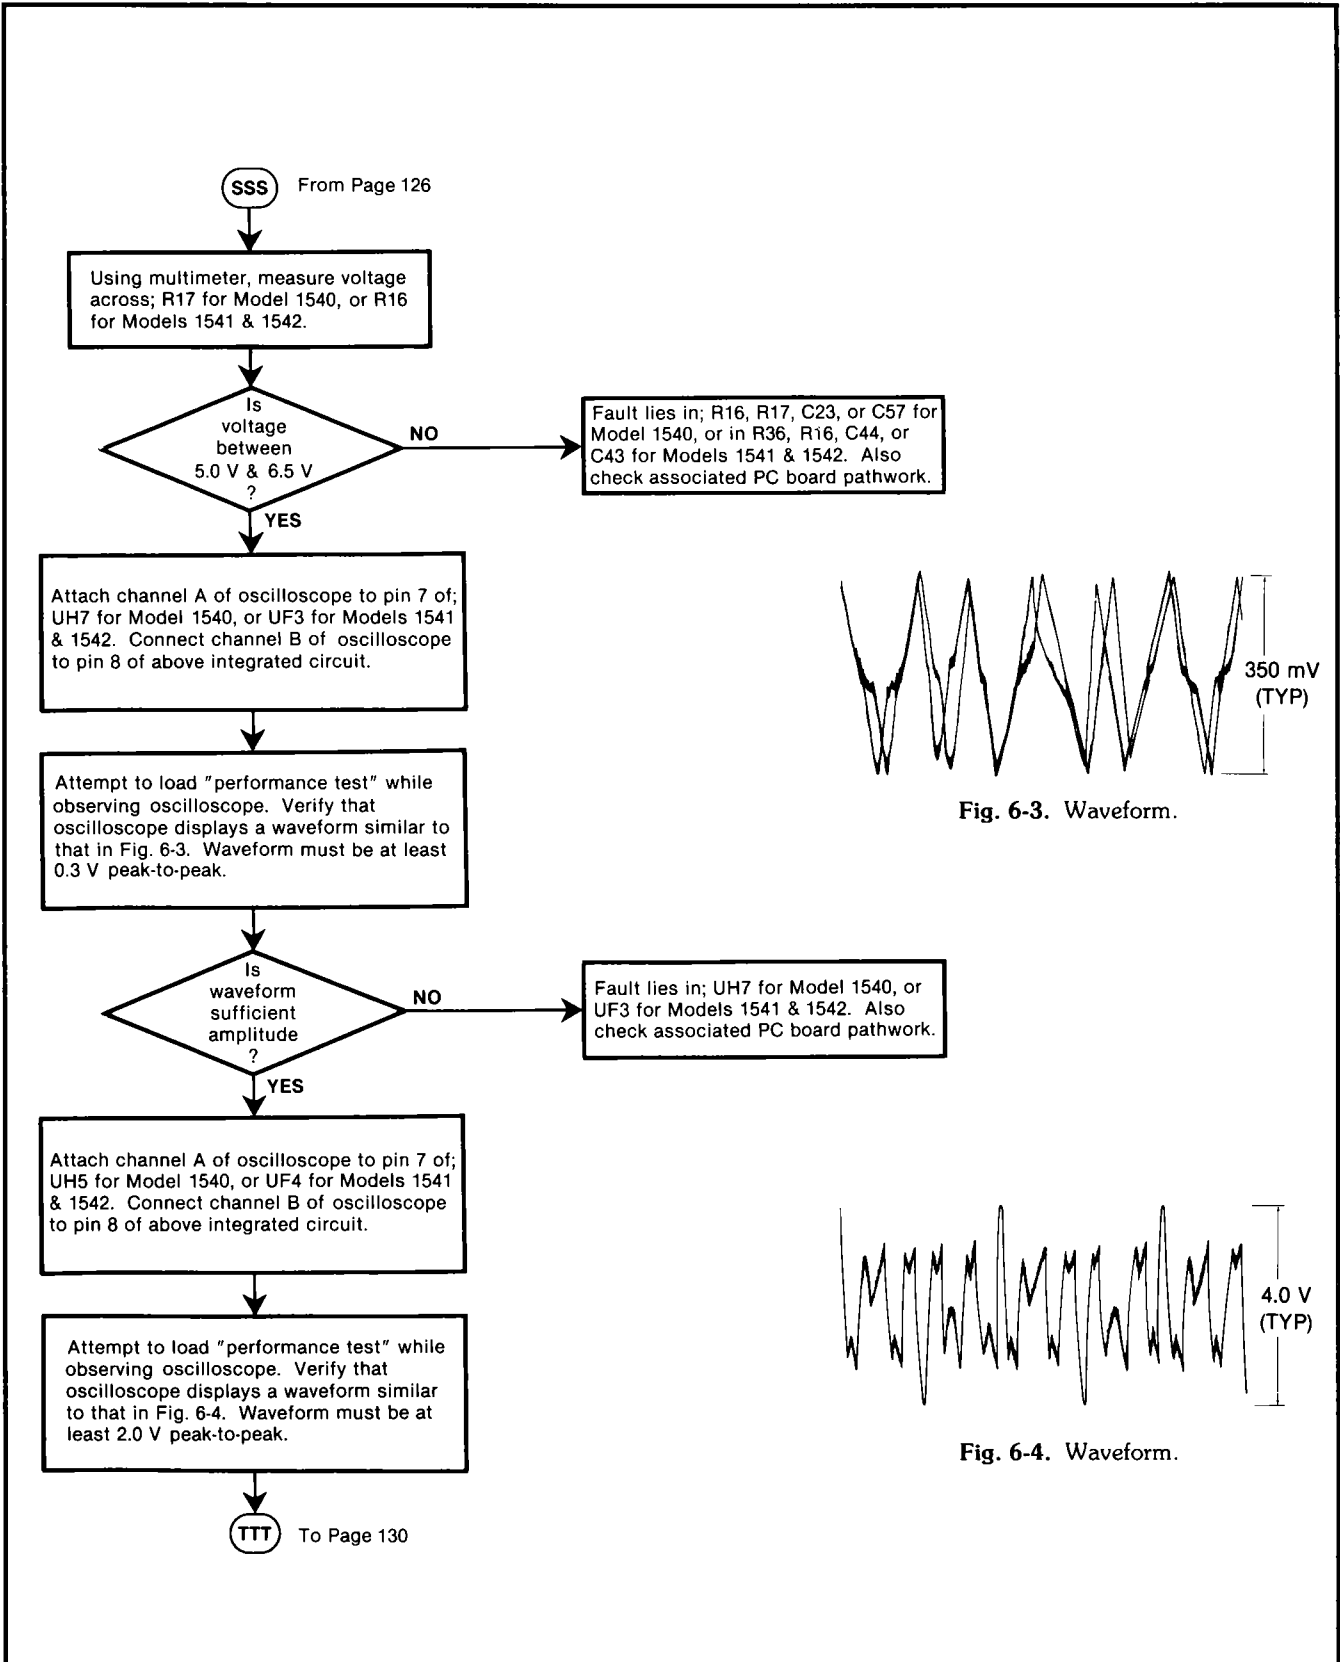 SSS From Page 126
Using multimeter, measure voltage
across; R17 for Model 1540, or R16
for Models 1541 & 1542.
Is
voltage
between
5.0 V & 6.5 V
?
NO
Fault lies in; R16, R17, C23, or C57 for
Model 1540, or in R36, R16, C44, or
C43 for Models 1541 & 1542. Also
check associated PC board pathwork.
YES
Attach channel A of oscilloscope to pin 7 of;
UH7 for Model 1540, or UF3 for Models 1541
& 1542. Connect channel B of oscilloscope
to pin 8 of above integrated circuit.
350 mV
(TYP)
Fig. 6-3. Waveform.
Attempt to load "performance test" while
observing oscilloscope. Verify that
oscilloscope displays a waveform similar to
that in Fig. 6-3. Waveform must be at least
0.3 V peak-to-peak.
Is
waveform
sufficient
amplitude
?
NO
Fault lies in; UH7 for Model 1540, or
UF3 for Models 1541 & 1542. Also
check associated PC board pathwork.
YES
Attach channel A of oscilloscope to pin 7 of;
UH5 for Model 1540, or UF4 for Models 1541
& 1542. Connect channel B of oscilloscope
to pin 8 of above integrated circuit.
4.0 V
(TYP)
Fig. 6-4. Waveform.
Attempt to load "performance test" while
observing oscilloscope. Verify that
oscilloscope displays a waveform similar
to that in Fig. 6-4. Waveform must be at
least 2.0 V peak-to-peak.
TTT To Page 130